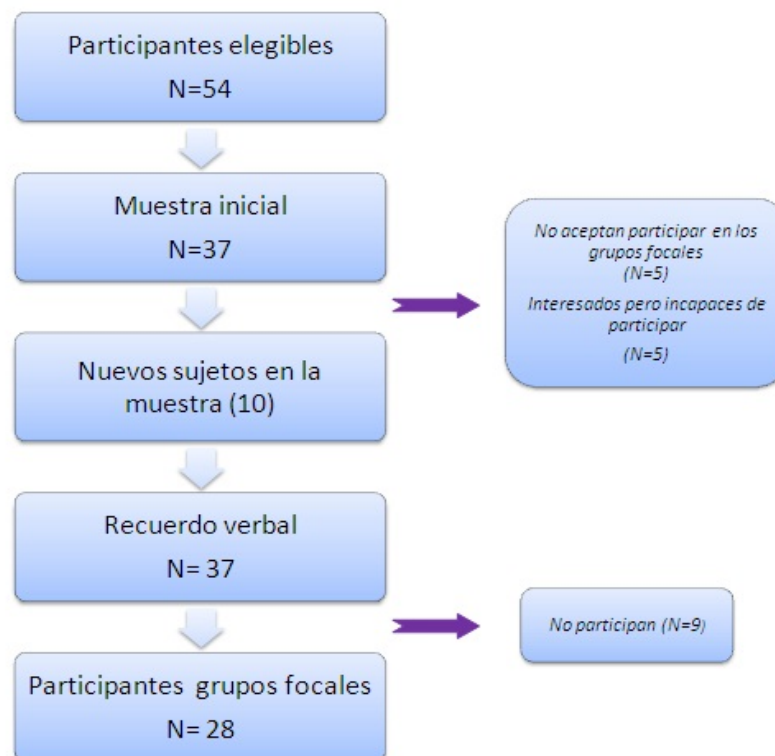 Participantes elegibles
N=54
Muestra inicial
N=37
No aceptan participar en los
grupos focales
(N=5)
Interesados pero incapaces de
participar
(N=5)
Nuevos sujetos en la
muestra (10)
Recuerdo verbal
N= 37
No participan (N=9)
Participantes grupos focales
N= 28